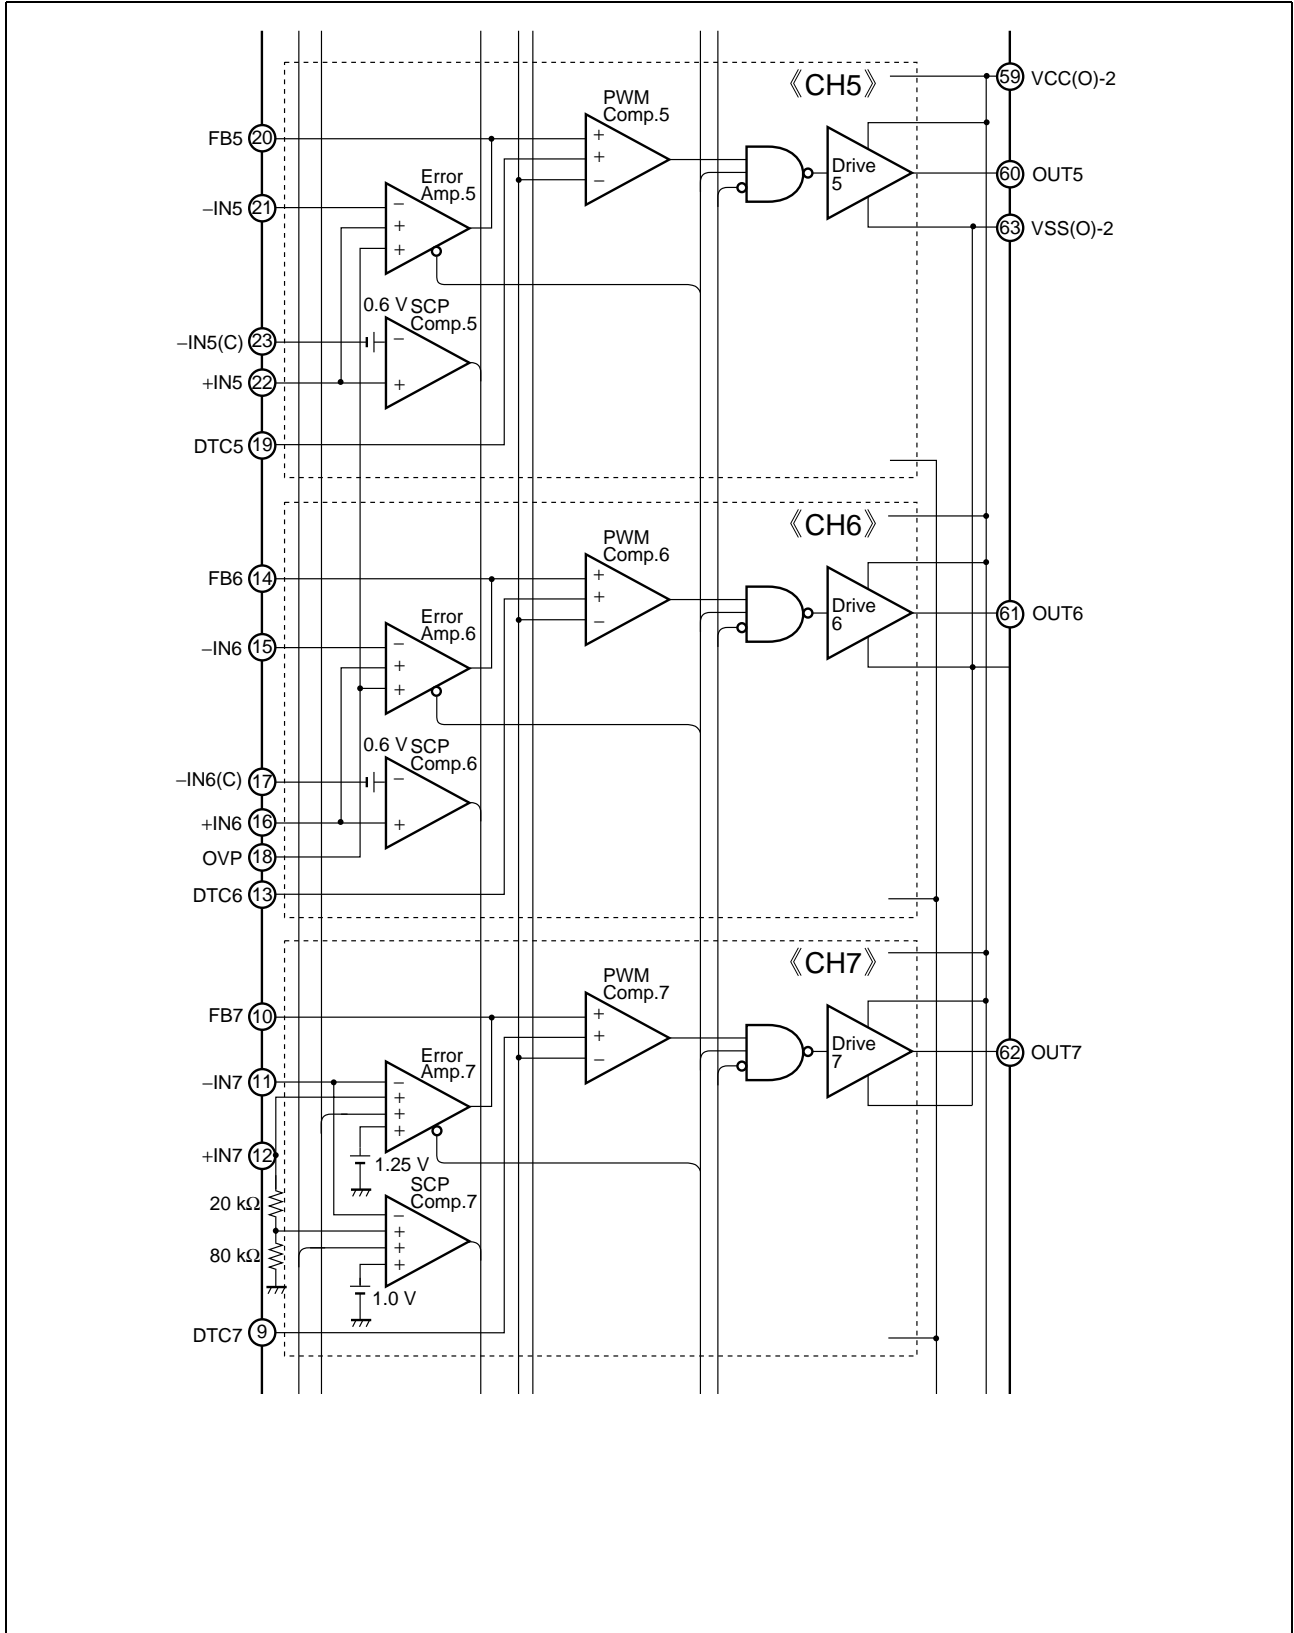 《CH5》
59 VCC(O)-2
PWM
Comp.5
+
+
−
FB5 20
Error
Amp.5
−
+
+
Drive
5
60 OUT5
−IN5 21
63 VSS(O)-2
0.6 V SCP
Comp.5
−
+
−IN5(C) 23
+IN5 22
DTC5 19
《CH6》
PWM
Comp.6
+
+
−
FB6 14
Error
Amp.6
−
+
+
Drive
6
61 OUT6
−IN6 15
0.6 V SCP
Comp.6
−
+
−IN6(C) 17
+IN6 16
OVP 18
DTC6 13
《CH7》
PWM
Comp.7
+
+
−
FB7 10
Error
Amp.7
−
+
+
+
Drive
7
62 OUT7
−IN7 11
+IN7 12
1.25 V
20 kΩ
SCP
Comp.7
−
+
+
+
80 kΩ
1.0 V
DTC7 9